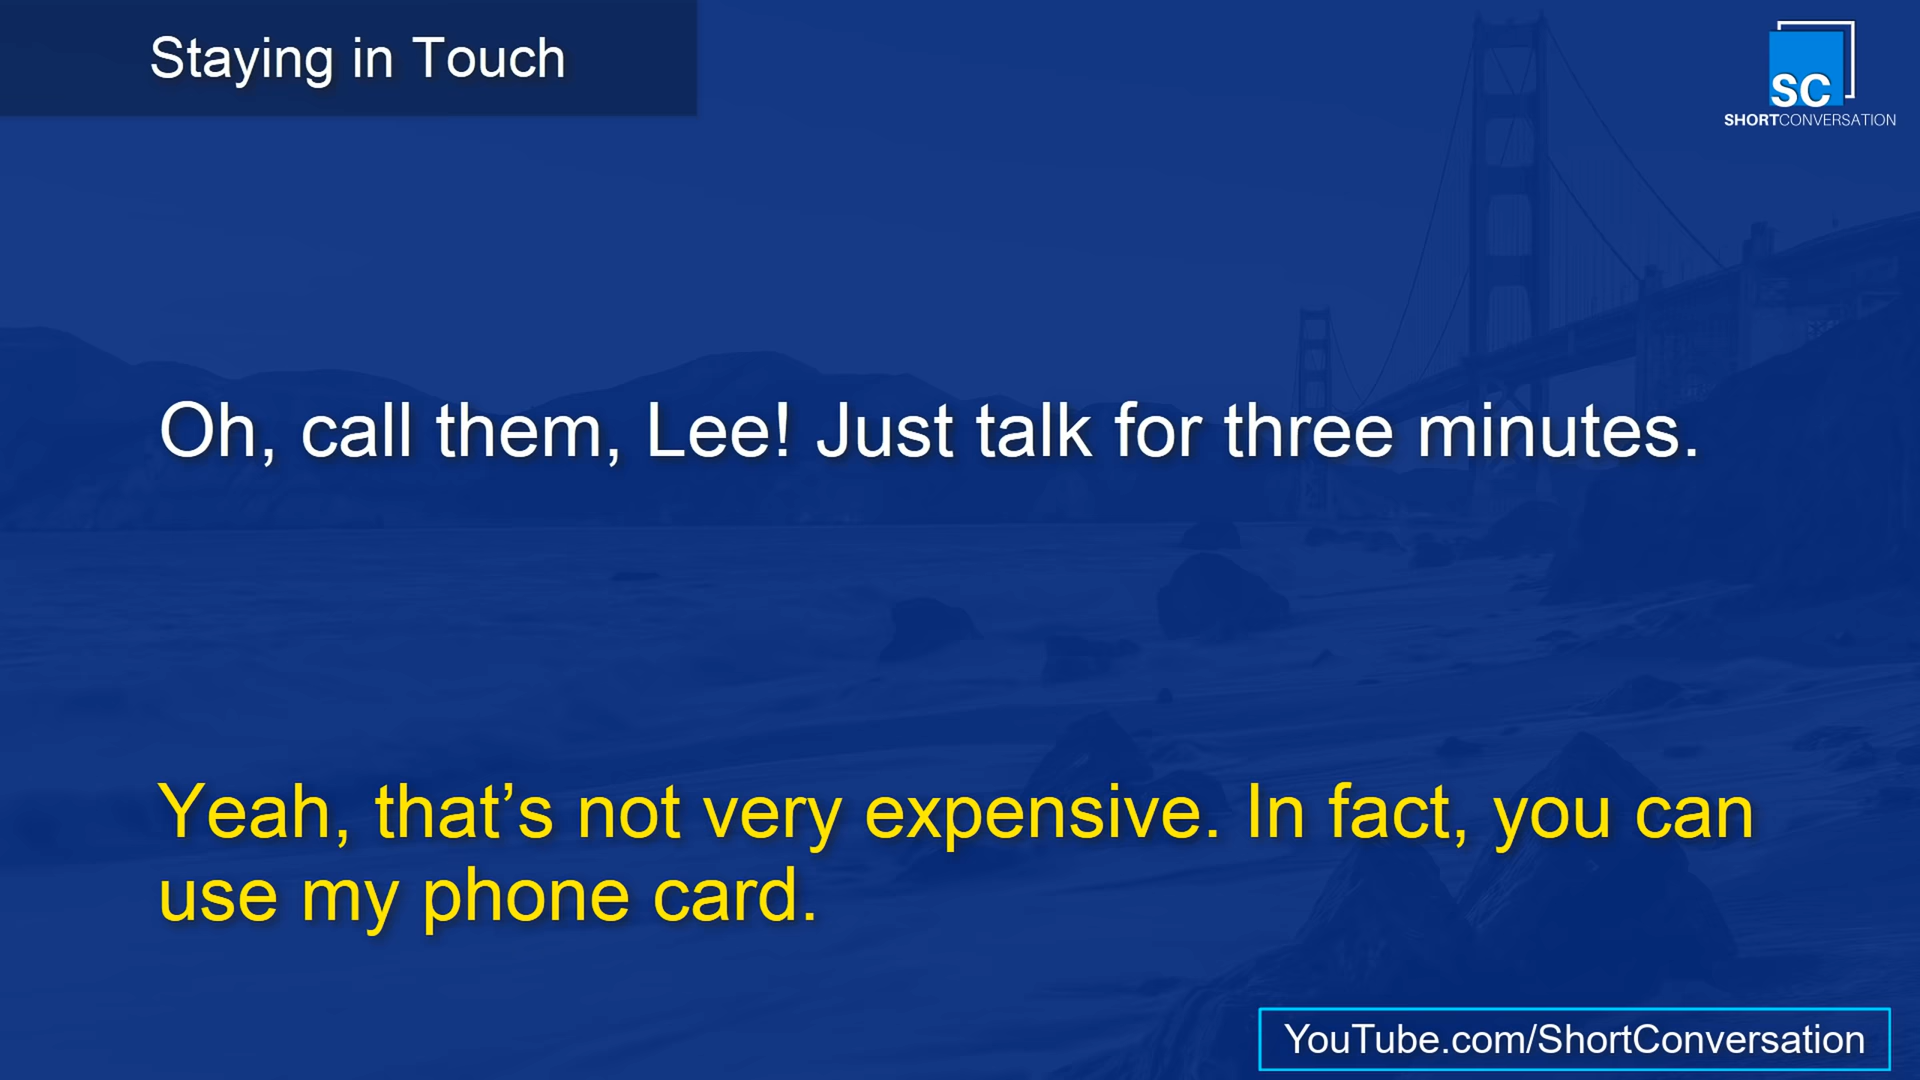 Staying in Touch
SC
SHORTCONVERSATION
Oh, call them, Lee! Just talk for three minutes.
Yeah, that’s not very expensive. In fact, you can
use my phone card.
YouTube.com/ShortConversation